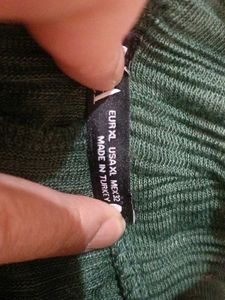 EUR XL USA XL MEX 32
MADE IN TURKEY